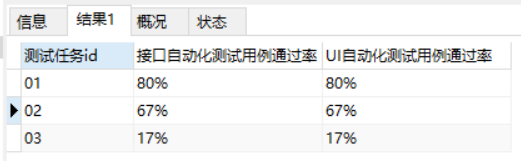 信息 结果1 概况 状态
测试任务id 接口自动化测试用例通过率 UI自动化测试用例通过率
01 80% 80%
02 67% 67%
03 17% 17%